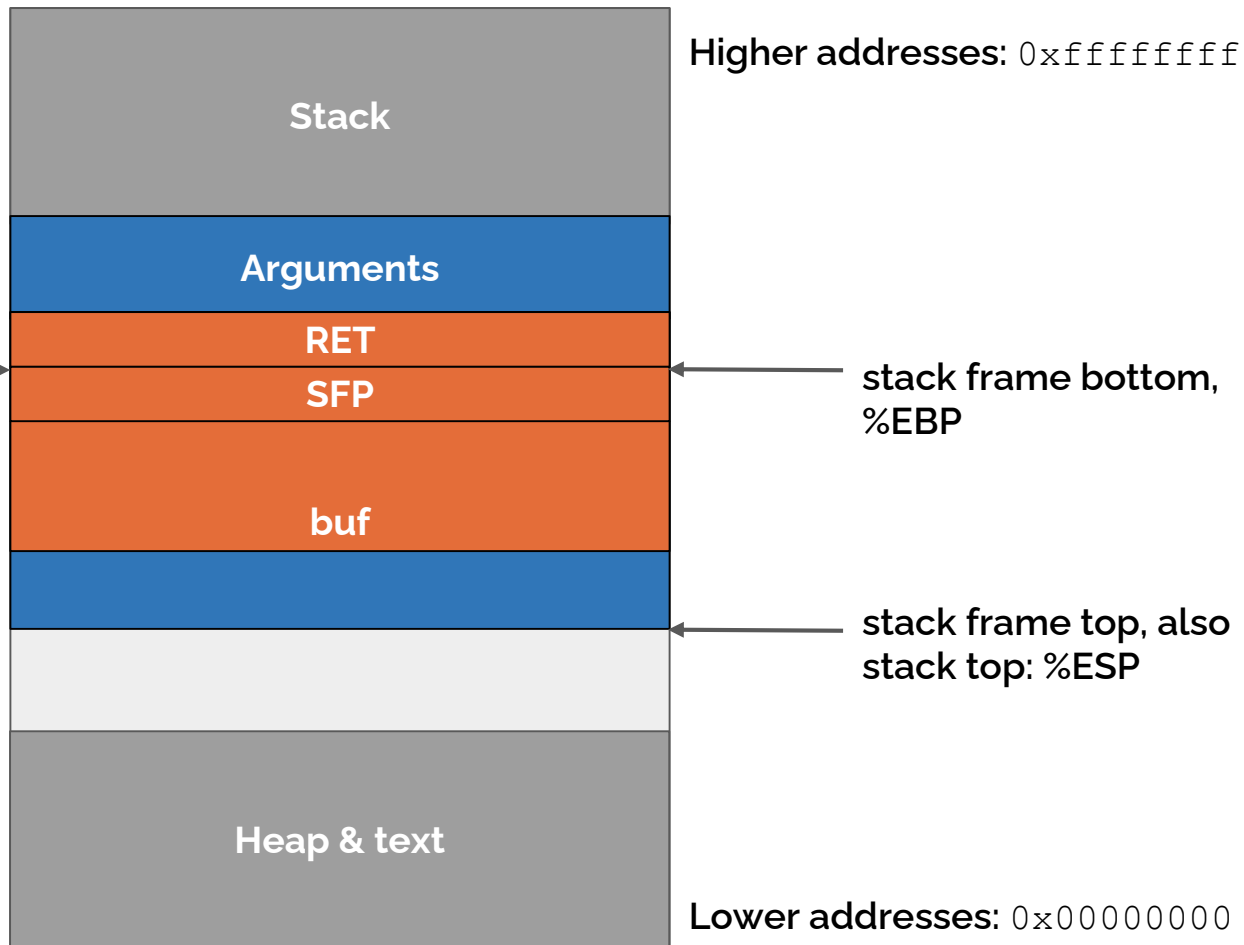 Higher addresses: 0xffffffff
Stack
Arguments
RET
stack frame bottom,
%EBP
SFP
buf
stack frame top, also
stack top: %ESP
Heap & text
Lower addresses: 0x00000000